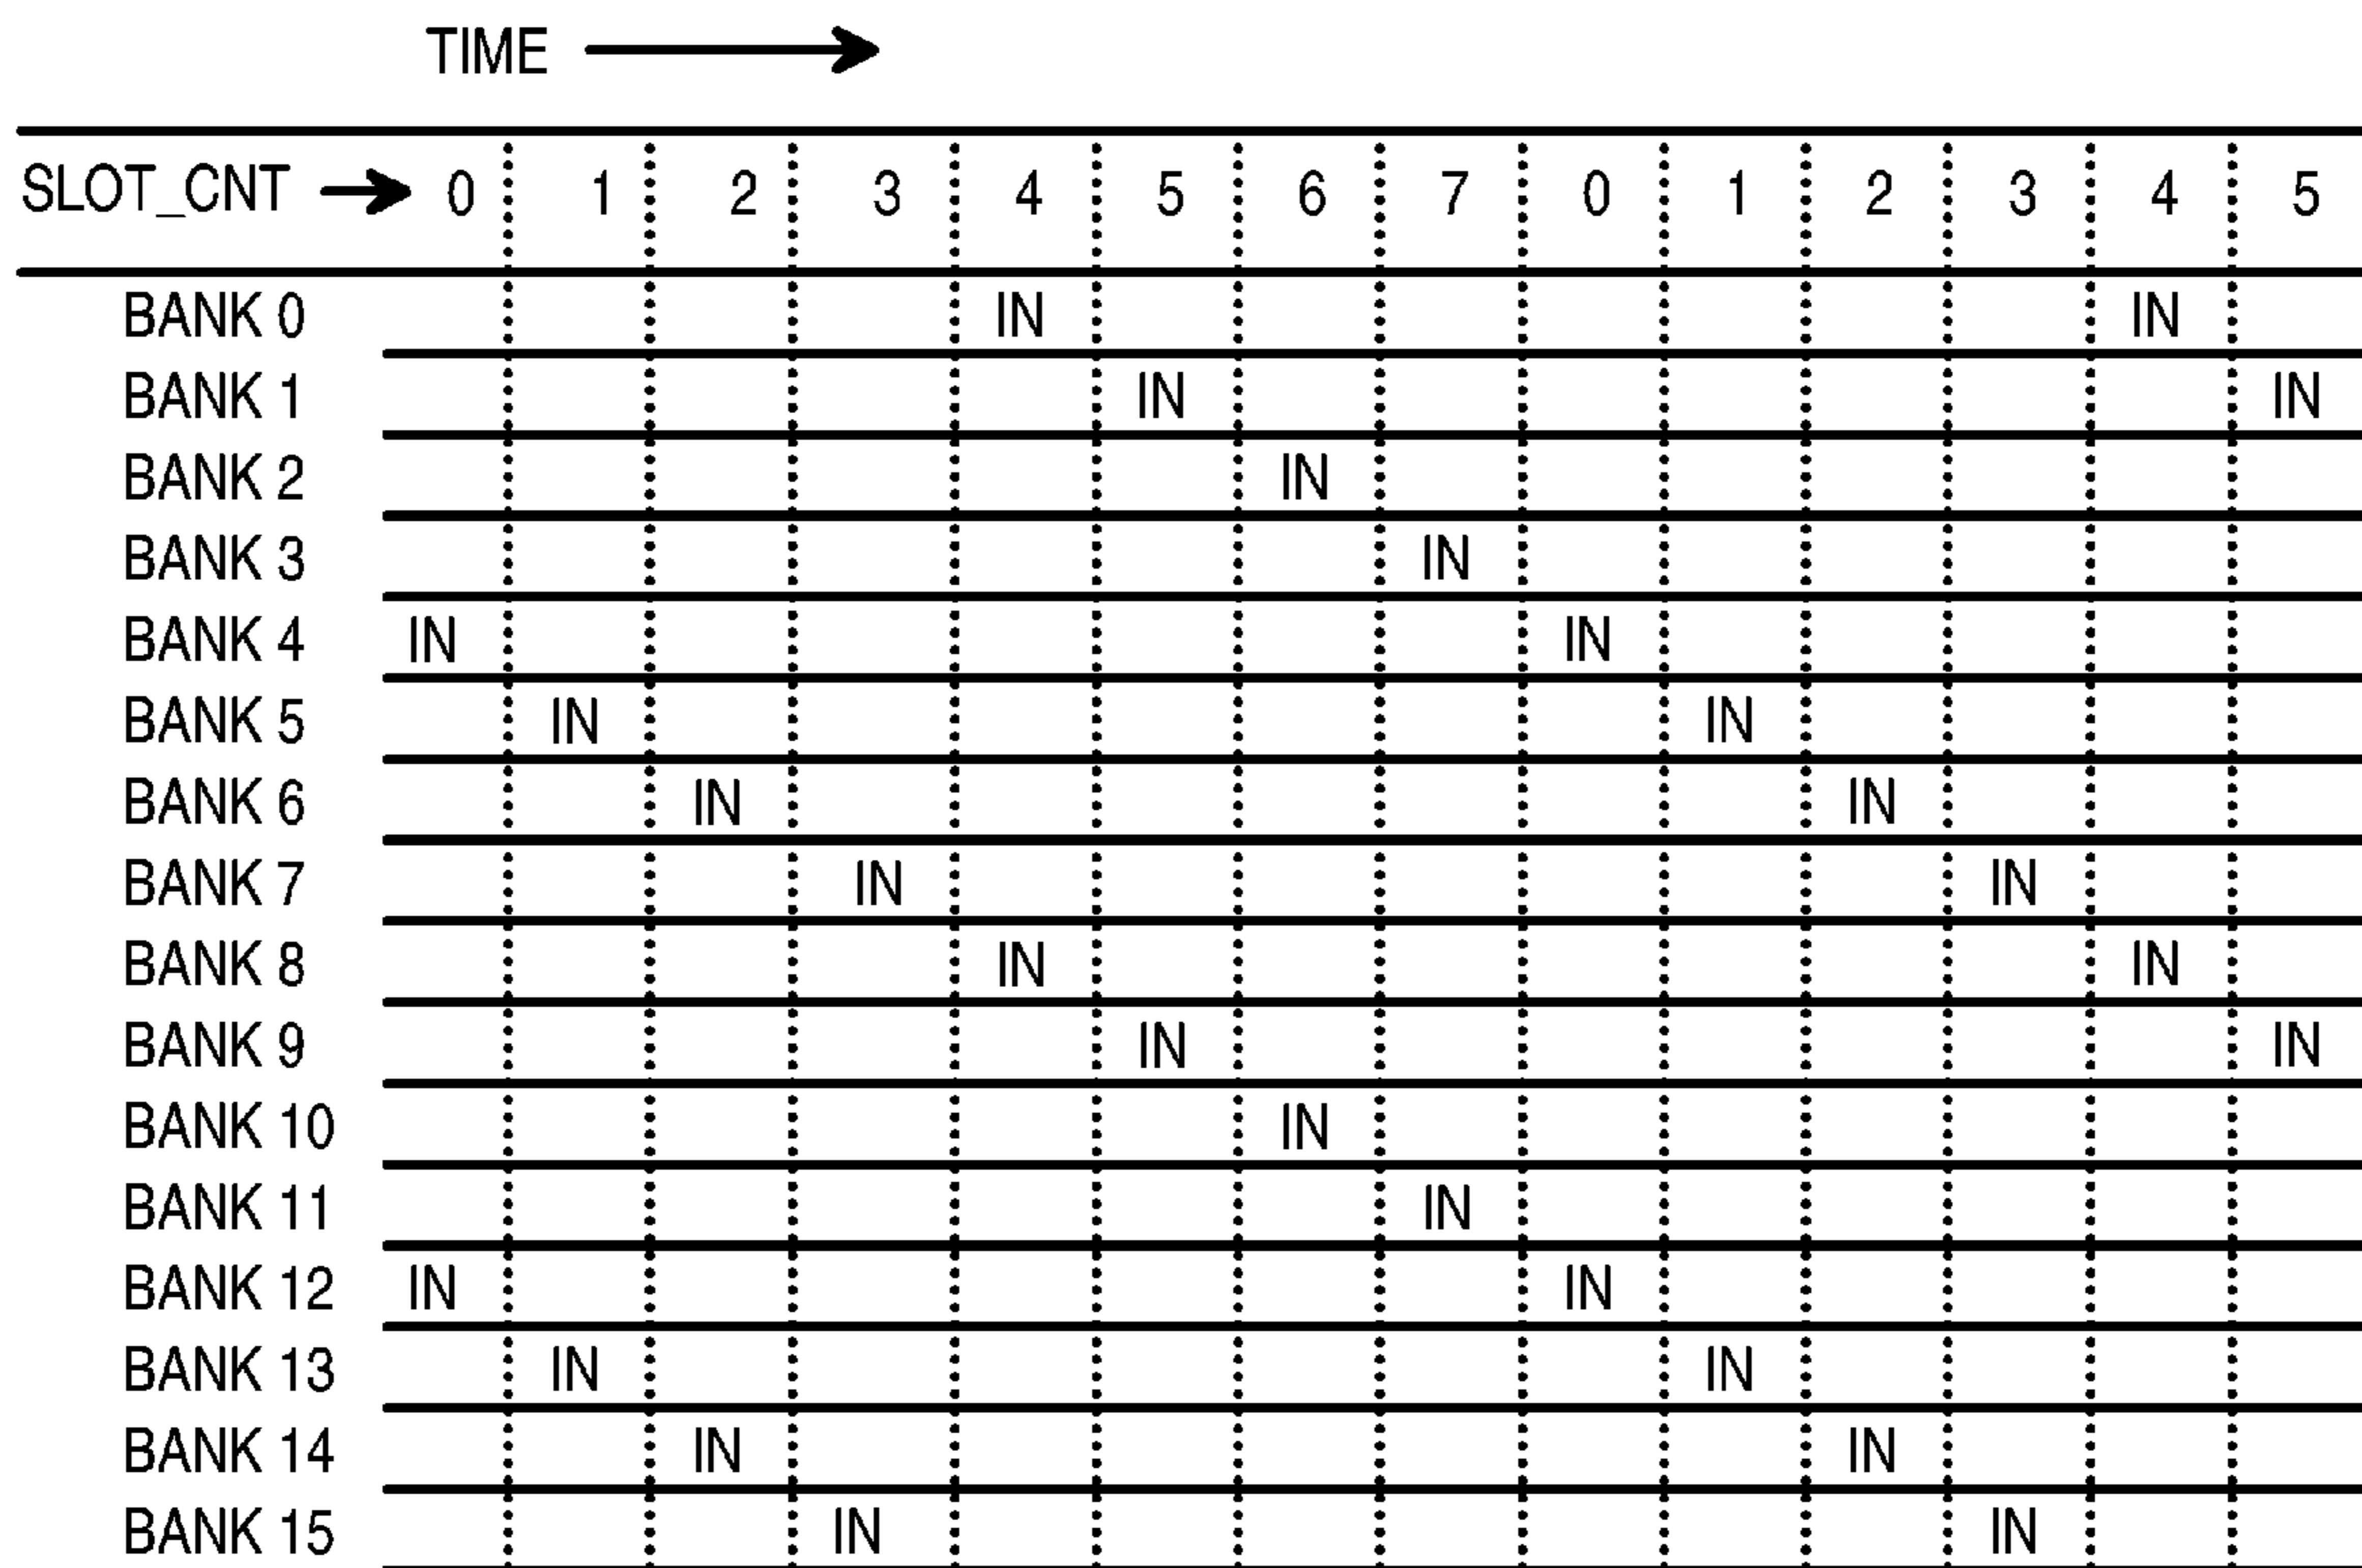 TIME
SLOT_CNT 0 1 2 3 4 5 6 7 0 1 2 3 4 5
BANK 0 IN IN
BANK 1 IN IN
BANK 2 IN
BANK 3 IN
BANK 4 IN IN
BANK 5 IN IN
BANK 6 IN IN
BANK 7 IN IN
BANK 8 IN IN
BANK 9 IN IN
BANK 10 IN
BANK 11 IN
BANK 12 IN IN
BANK 13 IN IN
BANK 14 IN IN
BANK 15 IN IN